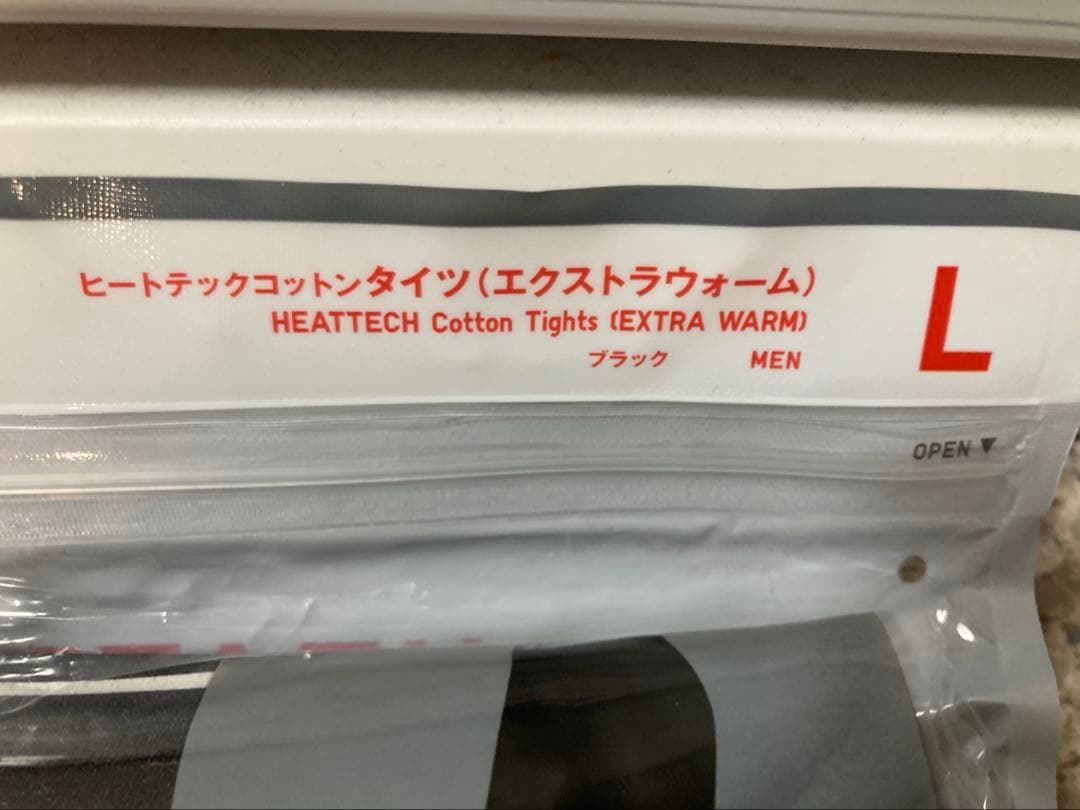 ヒートテックコットンタイツ(エクストラウォーム)
HEATTECH Cotton Tights (EXTRA WARM)
ブラック MEN
L
OPEN ▼